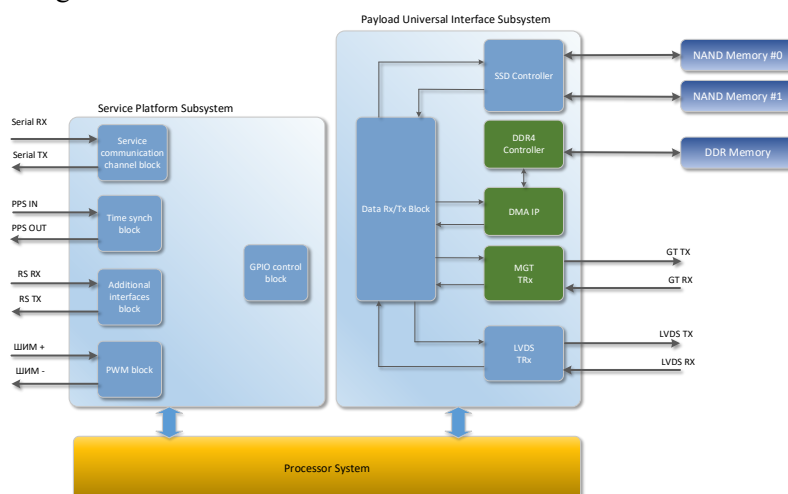 Payload Universal Interface Subsystem
SSD Controller
NAND Memory #0
NAND Memory #1
Service Platform Subsystem
Serial RX
Serial TX
Service
communication
channel block
DDR4
Controller
DDR Memory
PPS IN
PPS OUT
Time synch
block
Data Rx/Tx Block
DMA IP
GPIO control
block
MGT
TRx
GT TX
GT RX
RS RX
RS TX
Additional
interfaces
block
LVDS
TRx
LVDS TX
LVDS RX
ШИМ +
ШИМ -
PWM block
Processor System